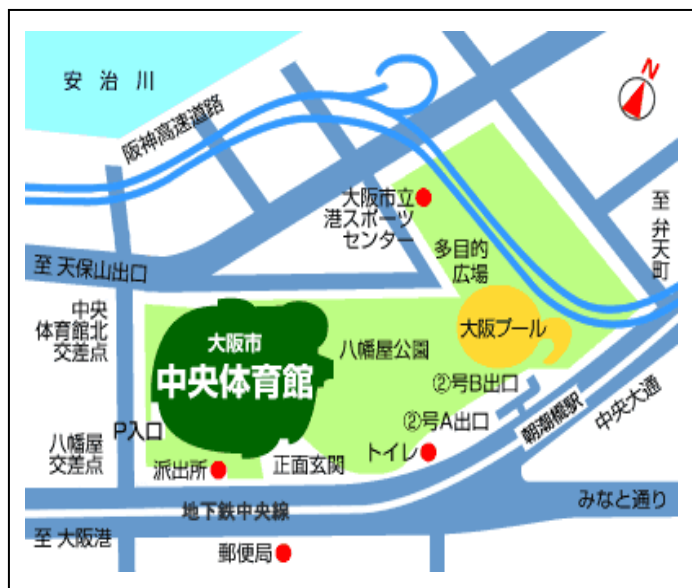 安治川
N
阪神高速道路
大阪市立
港スポーツ
センター
至 弁天町
多目的
広場
至 天保山出口
中央
体育館北
交差点
大阪市
中央体育館
八幡屋公園
大阪プール
②号B出口
②号A出口
朝潮橋駅
中央大通
P入口
八幡屋
交差点
派出所
正面玄関
トイレ
地下鉄中央線
みなと通り
至 大阪港
郵便局